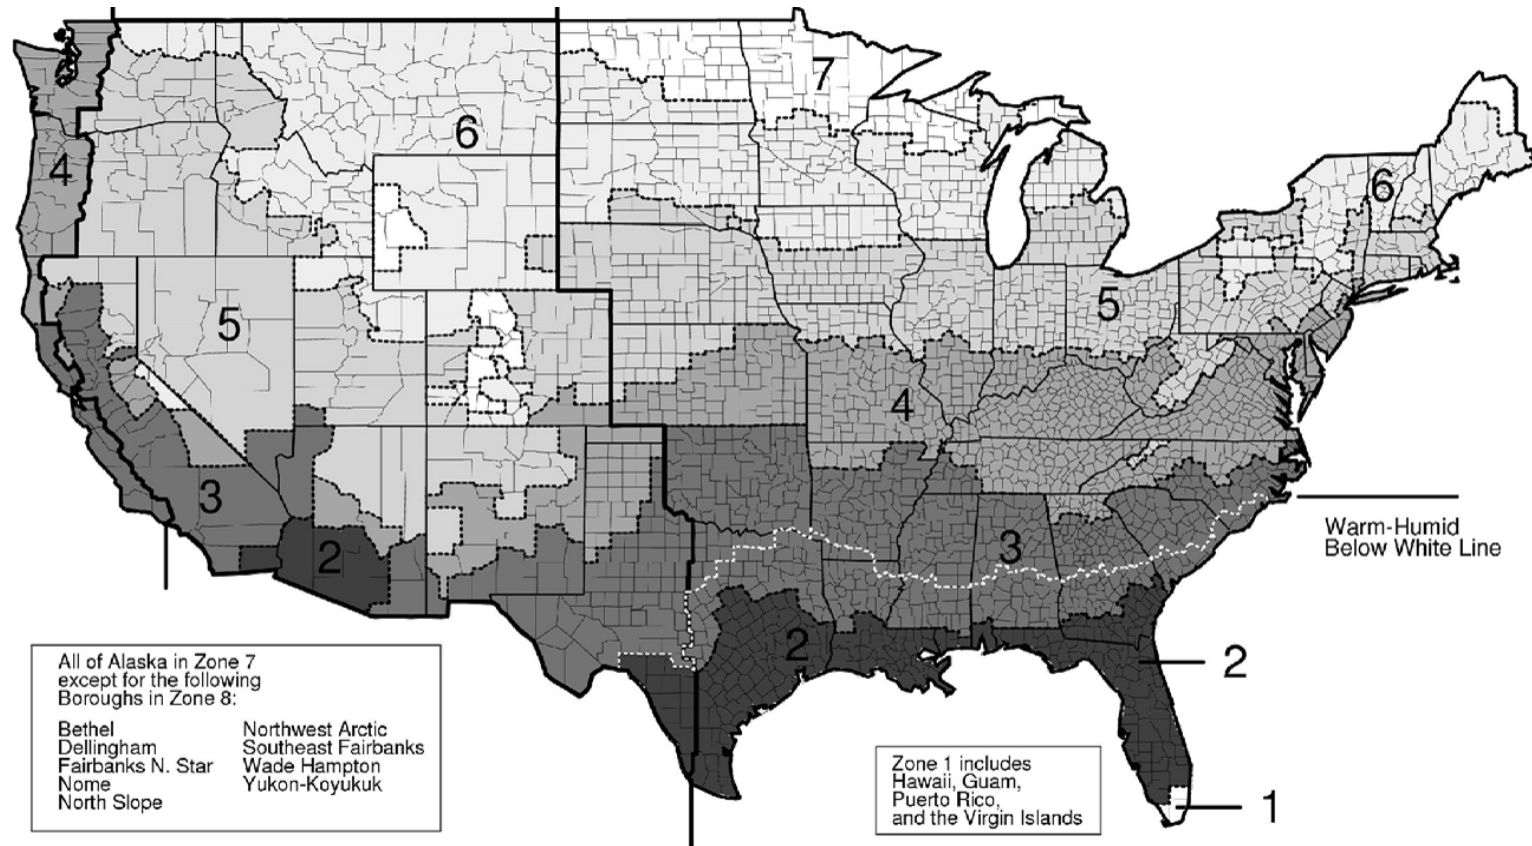 7
6
4
6
5
5
4
3
3
2
2
Warm-Humid
Below White Line
2
1
All of Alaska in Zone 7
except for the following
Boroughs in Zone 8:
Bethel
Dellingham
Fairbanks N. Star
Nome
North Slope
Northwest Arctic
Southeast Fairbanks
Wade Hampton
Yukon-Koyukuk
Zone 1 includes
Hawaii, Guam,
Puerto Rico,
and the Virgin Islands